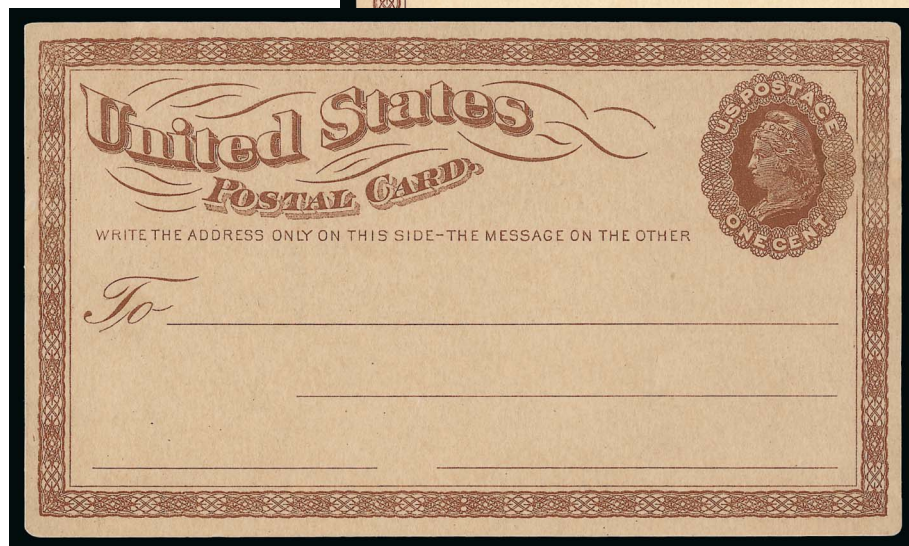 United States
POSTAL CARD.
WRITE THE ADDRESS ONLY ON THIS SIDE-THE MESSAGE ON THE OTHER
U.S. POSTAGE
ONE CENT
To